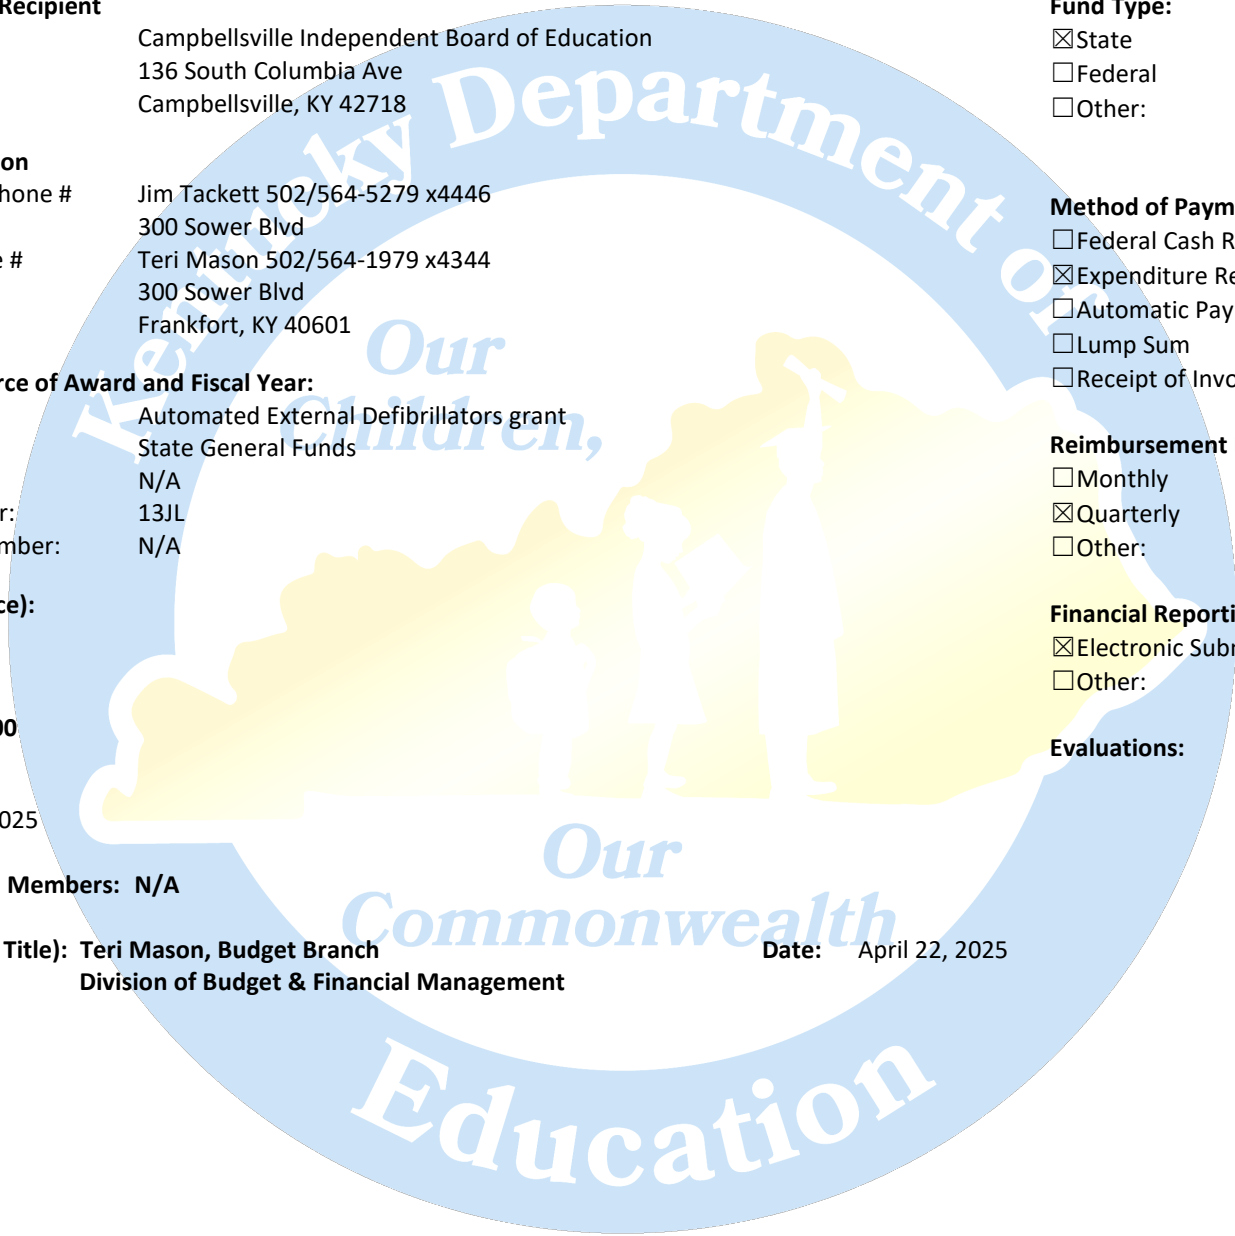 Recipient
Campbellsville Independent Board of Education
136 South Columbia Ave
Campbellsville, KY 42718
on
hone # Jim Tackett 502/564-5279 x4446
300 Sower Blvd
e # Teri Mason 502/564-1979 x4344
300 Sower Blvd
Frankfort, KY 40601
rce of Award and Fiscal Year:
Automated External Defibrillators grant
State General Funds
N/A
r: 13JL
mber: N/A
ce):
00
025
Members: N/A
Title): Teri Mason, Budget Branch Date: April 22, 2025
Division of Budget & Financial Management
Fund Type:
☒State
☐Federal
☐Other:
Method of Paym
☐Federal Cash R
☒Expenditure Re
☐Automatic Pay
☐Lump Sum
☐Receipt of Invo
Reimbursement
☐Monthly
☒Quarterly
☐Other:
Financial Reporti
☒Electronic Subr
☐Other:
Evaluations:
Kentucky Department of
Our
Children,
Our
Commonwealth
Education